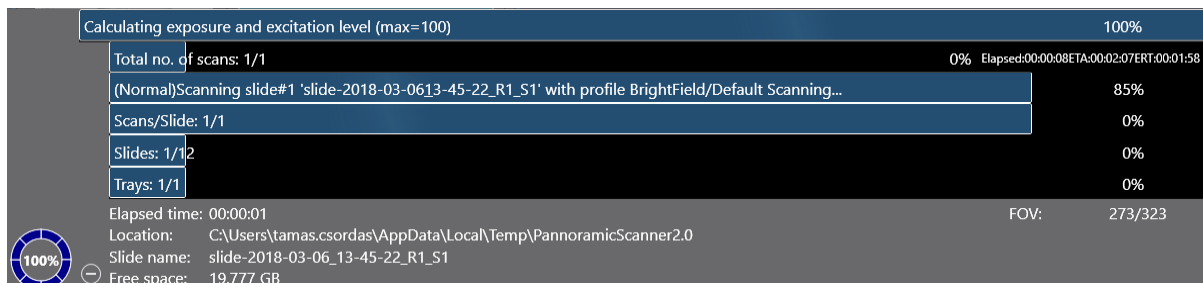 Calculating exposure and excitation level (max=100) 100%
Total no. of scans: 1/1 0% Elapsed:00:00:08ETA:00:02:07ERT:00:01:58
(Normal)Scanning slide#1 'slide-2018-03-0613-45-22_R1_S1' with profile BrightField/Default Scanning... 85%
Scans/Slide: 1/1 0%
Slides: 1/12 0%
Trays: 1/1 0%
Elapsed time: 00:00:01 FOV: 273/323
Location: C:\Users\tamas.csordas\AppData\Local\Temp\PannoramicScanner2.0
Slide name: slide-2018-03-06_13-45-22_R1_S1
100%
Free space: 19.777 GB